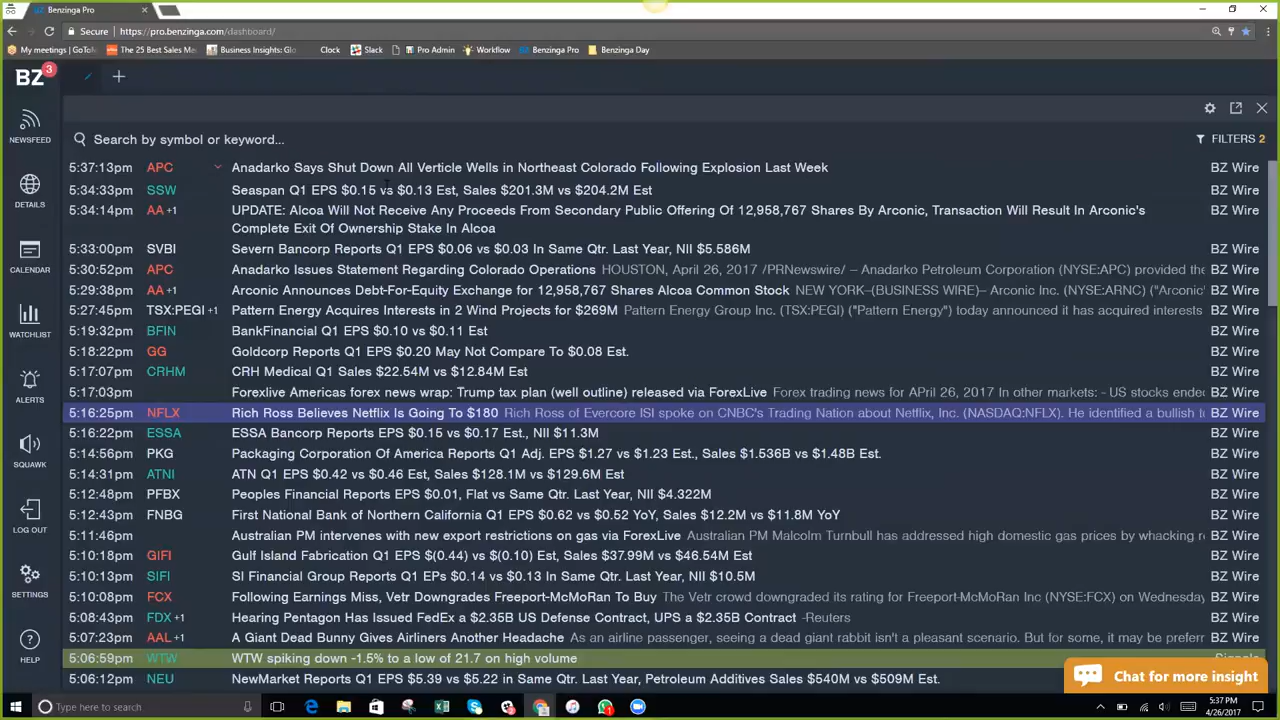 Benzinga Pro
Secure https://pro.benzinga.com/dashboard/
My meetings | GoTo The 25 Best Sales Me Business Insights: Glo Clock Slack Pro Admin Workflow Benzinga Pro Benzinga Day
BZ 3
NEWSFEED
DETAILS
CALENDAR
WATCHLIST
ALERTS
SQUAWK
LOG OUT
SETTINGS
HELP
Search by symbol or keyword... FILTERS 2
5:37:13pm APC Anadarko Says Shut Down All Verticle Wells in Northeast Colorado Following Explosion Last Week BZ Wire
5:34:33pm SSW Seaspan Q1 EPS $0.15 vs $0.13 Est, Sales $201.3M vs $204.2M Est BZ Wire
5:34:14pm AA +1 UPDATE: Alcoa Will Not Receive Any Proceeds From Secondary Public Offering Of 12,958,767 Shares By Arconic, Transaction Will Result In Arconic's BZ Wire
Complete Exit Of Ownership Stake In Alcoa
5:33:00pm SVBI Severn Bancorp Reports Q1 EPS $0.06 vs $0.03 In Same Qtr. Last Year, NII $5.586M BZ Wire
5:30:52pm APC Anadarko Issues Statement Regarding Colorado Operations HOUSTON, April 26, 2017 /PRNewswire/ – Anadarko Petroleum Corporation (NYSE:APC) provided the BZ Wire
5:29:38pm AA +1 Arconic Announces Debt-For-Equity Exchange for 12,958,767 Shares Alcoa Common Stock NEW YORK–(BUSINESS WIRE)– Arconic Inc. (NYSE:ARNC) ("Arconic" BZ Wire
5:27:45pm TSX:PEGI +1 Pattern Energy Acquires Interests in 2 Wind Projects for $269M Pattern Energy Group Inc. (TSX:PEGI) ("Pattern Energy") today announced it has acquired interests BZ Wire
5:19:32pm BFIN BankFinancial Q1 EPS $0.10 vs $0.11 Est BZ Wire
5:18:22pm GG Goldcorp Reports Q1 EPS $0.20 May Not Compare To $0.08 Est. BZ Wire
5:17:07pm CRHM CRH Medical Q1 Sales $22.54M vs $12.84M Est BZ Wire
5:17:03pm Forexlive Americas forex news wrap: Trump tax plan (well outline) released via ForexLive Forex trading news for APril 26, 2017 In other markets: - US stocks ende BZ Wire
5:16:25pm NFLX Rich Ross Believes Netflix Is Going To $180 Rich Ross of Evercore ISI spoke on CNBC's Trading Nation about Netflix, Inc. (NASDAQ:NFLX). He identified a bullish BZ Wire
5:16:22pm ESSA ESSA Bancorp Reports EPS $0.15 vs $0.17 Est., NII $11.3M BZ Wire
5:14:56pm PKG Packaging Corporation Of America Reports Q1 Adj. EPS $1.27 vs $1.23 Est., Sales $1.536B vs $1.48B Est. BZ Wire
5:14:31pm ATNI ATN Q1 EPS $0.42 vs $0.46 Est, Sales $128.1M vs $129.6M Est BZ Wire
5:12:48pm PFBX Peoples Financial Reports EPS $0.01, Flat vs Same Qtr. Last Year, NII $4.322M BZ Wire
5:12:43pm FNBG First National Bank of Northern California Q1 EPS $0.62 vs $0.52 YoY, Sales $12.2M vs $11.8M YoY BZ Wire
5:11:46pm Australian PM intervenes with new export restrictions on gas via ForexLive Australian PM Malcolm Turnbull has addressed high domestic gas prices by whacking BZ Wire
5:10:18pm GIFI Gulf Island Fabrication Q1 EPS $(0.44) vs $(0.10) Est, Sales $37.99M vs $46.54M Est BZ Wire
5:10:13pm SIFI SI Financial Group Reports Q1 EPs $0.14 vs $0.13 In Same Qtr. Last Year, NII $10.5M BZ Wire
5:10:08pm FCX Following Earnings Miss, Vetr Downgrades Freeport-McMoRan To Buy The Vetr crowd downgraded its rating for Freeport-McMoRan Inc (NYSE:FCX) on Wednesday BZ Wire
5:08:43pm FDX +1 Hearing Pentagon Has Issued FedEx a $2.35B US Defense Contract, UPS a $2.35B Contract -Reuters BZ Wire
5:07:23pm AAL +1 A Giant Dead Bunny Gives Airliners Another Headache As an airline passenger, seeing a dead giant rabbit isn't a pleasant scenario. But for some, it may be prefer BZ Wire
5:06:59pm WTW WTW spiking down -1.5% to a low of 21.7 on high volume
5:06:12pm NEU NewMarket Reports Q1 EPS $5.39 vs $5.22 in Same Qtr. Last Year, Petroleum Additives Sales $540M vs $509M Est.
Chat for more insight
Type here to search
5:37 PM
4/26/2017